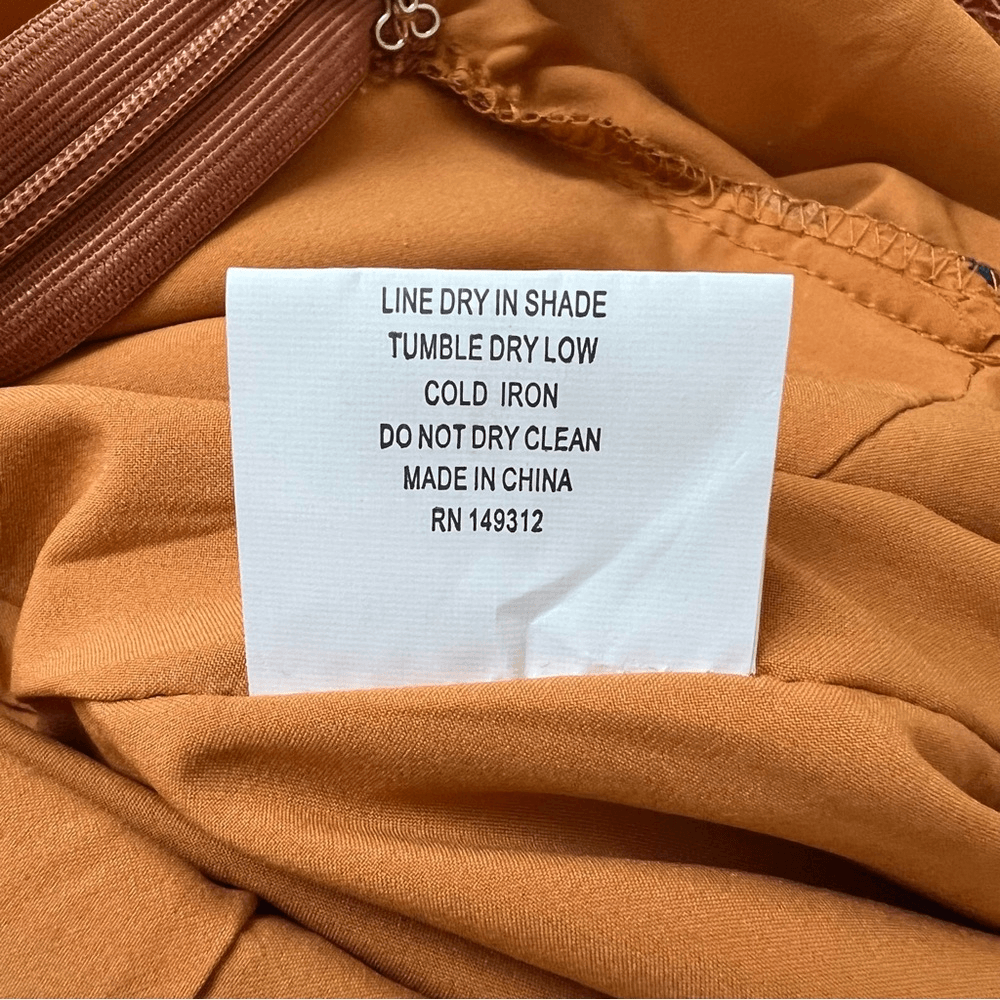 LINE DRY IN SHADE
TUMBLE DRY LOW
COLD IRON
DO NOT DRY CLEAN
MADE IN CHINA
RN 149312